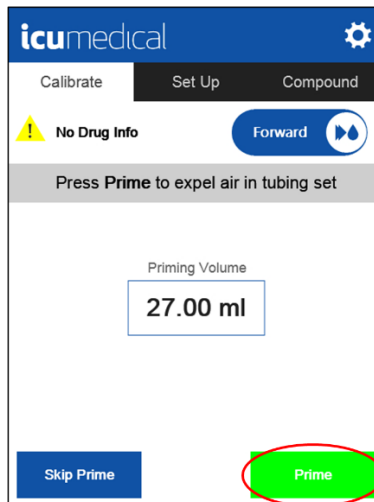 icumedical
Calibrate Set Up Compound
! No Drug Info Forward
Press Prime to expel air in tubing set
Priming Volume
27.00 ml
Skip Prime Prime